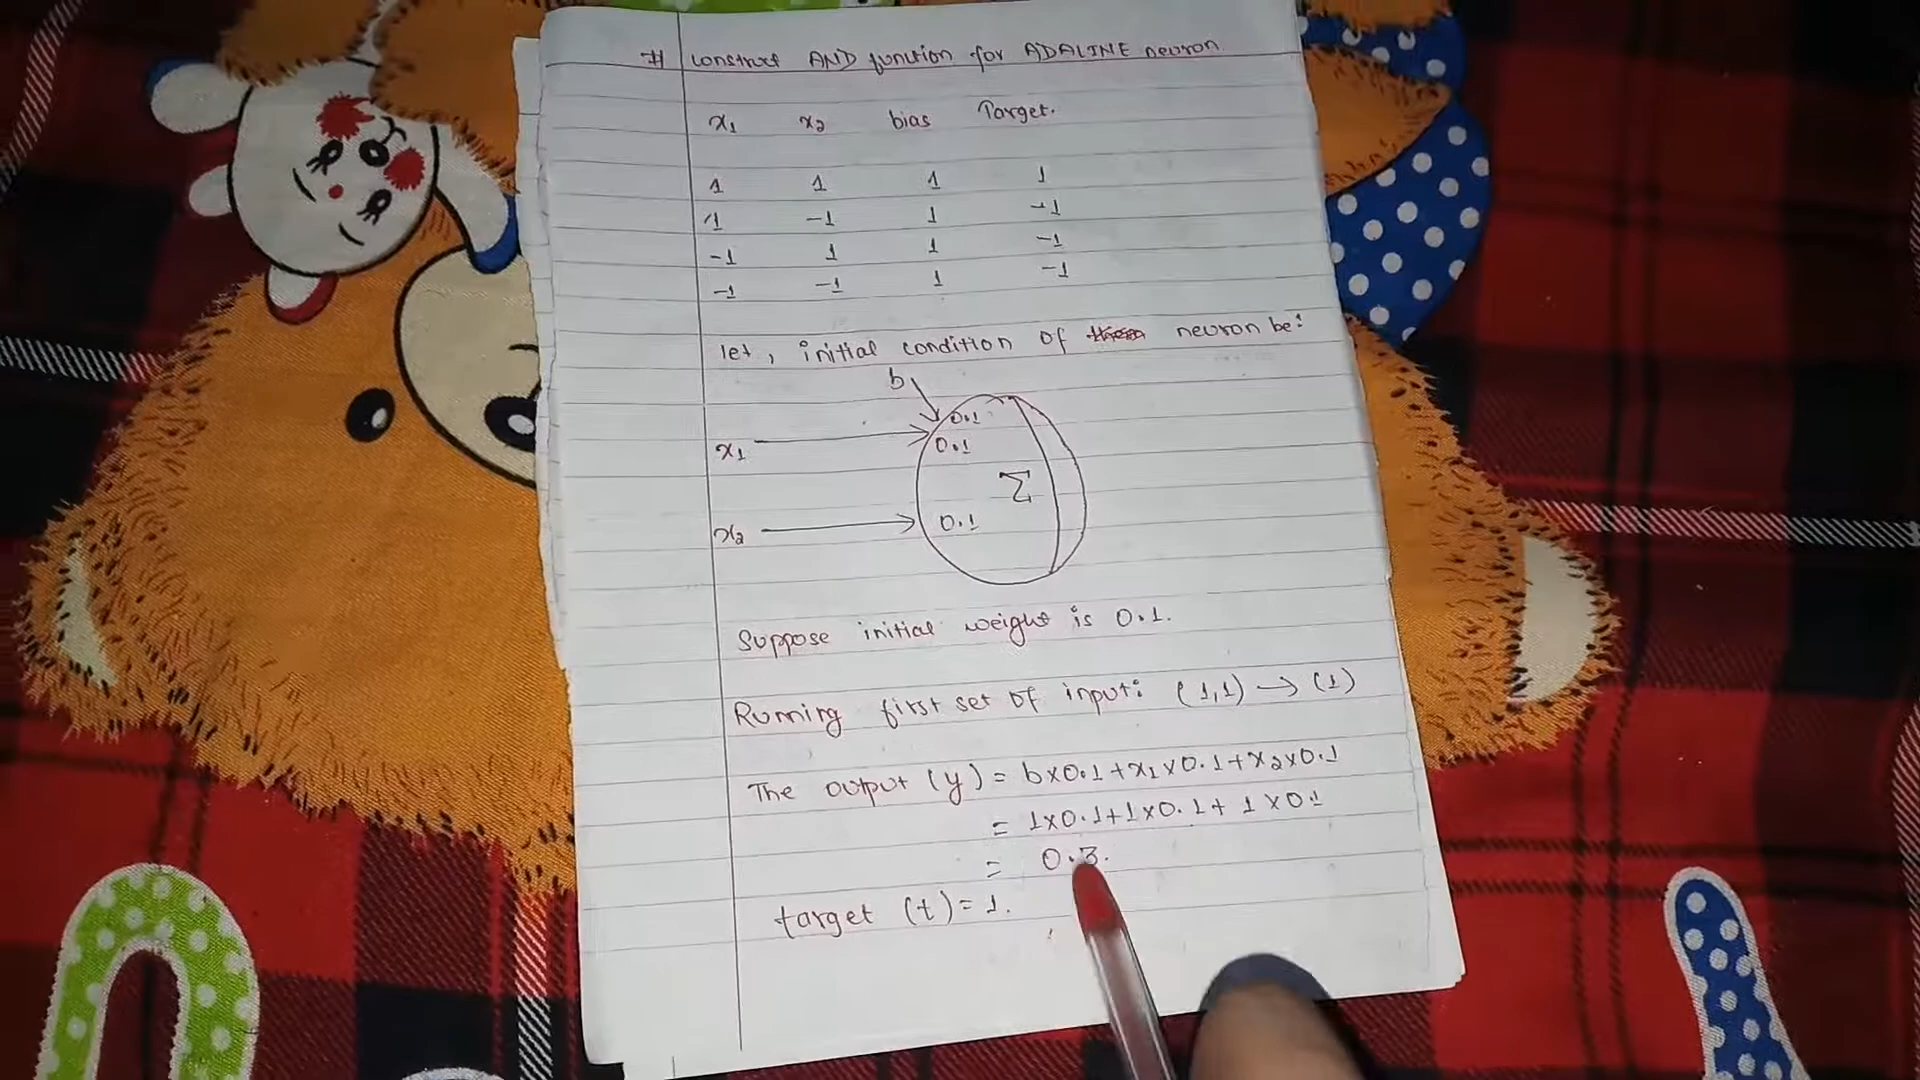 # construct AND function for ADALINE neuron
x₁ x₂ bias Target.
1 1 1 1
1 -1 1 -1
-1 1 1 -1
-1 -1 1 -1
let, initial condition of neuron be:
b
0.1
x₁ 0.1
Σ
x₂ 0.1
Suppose initial weight is 0.1.
Running first set of input: (1,1) → (1)
The output (y) = b×0.1+x₁×0.1+x₂×0.1
= 1×0.1+1×0.1+1×0.1
= 0.3.
target (t) = 1.